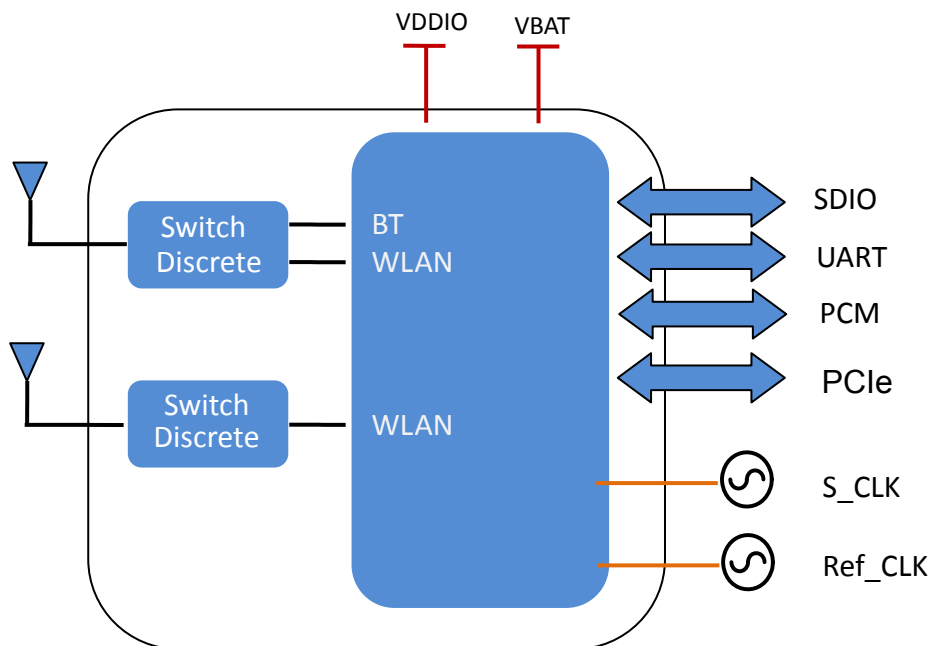 VDDIO
VBAT
Switch
Discrete
BT
WLAN
Switch
Discrete
WLAN
SDIO
UART
PCM
PCIe
S_CLK
Ref_CLK